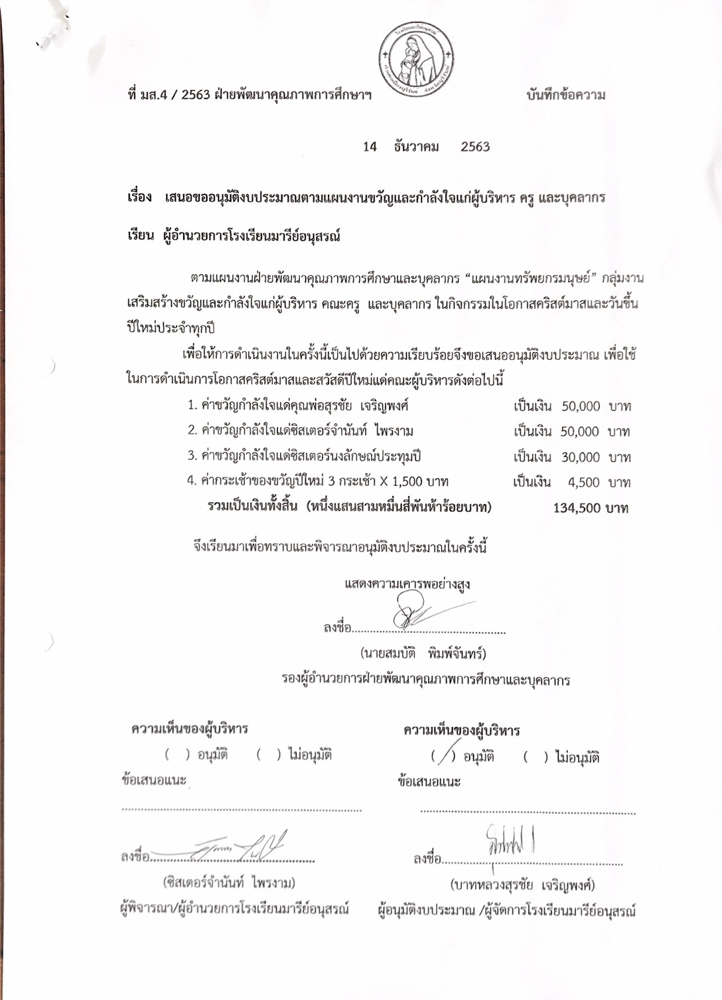 โรงเรียนมารีย์อนุสรณ์
ที่ มส.4 / 2563 ฝ่ายพัฒนาคุณภาพการศึกษาฯ บันทึกข้อความ
14 ธันวาคม 2563
เรื่อง เสนอขออนุมัติงบประมาณตามแผนงานขวัญและกำลังใจแก่ผู้บริหาร ครู และบุคลากร
เรียน ผู้อำนวยการโรงเรียนมารีย์อนุสรณ์
ตามแผนงานฝ่ายพัฒนาคุณภาพการศึกษาและบุคลากร “แผนงานทรัพยกรมนุษย์” กลุ่มงาน
เสริมสร้างขวัญและกำลังใจแก่ผู้บริหาร คณะครู และบุคลากร ในกิจกรรมในโอกาสคริสต์มาสและวันขึ้น
ปีใหม่ประจำทุกปี
เพื่อให้การดำเนินงานในครั้งนี้เป็นไปด้วยความเรียบร้อยจึงขอเสนออนุมัติงบประมาณ เพื่อใช้
ในการดำเนินการโอกาสคริสต์มาสและสวัสดีปีใหม่แด่คณะผู้บริหารดังต่อไปนี้
1. ค่าขวัญกำลังใจแด่คุณพ่อสุรชัย เจริญพงศ์ เป็นเงิน 50,000 บาท
2. ค่าขวัญกำลังใจแด่ซิสเตอร์จำนันท์ ไพรงาม เป็นเงิน 50,000 บาท
3. ค่าขวัญกำลังใจแด่ซิสเตอร์นงลักษณ์ประทุมปี เป็นเงิน 30,000 บาท
4. ค่ากระเช้าของขวัญปีใหม่ 3 กระเช้า X 1,500 บาท เป็นเงิน 4,500 บาท
รวมเป็นเงินทั้งสิ้น (หนึ่งแสนสามหมื่นสี่พันห้าร้อยบาท) 134,500 บาท
จึงเรียนมาเพื่อทราบและพิจารณาอนุมัติงบประมาณในครั้งนี้
แสดงความเคารพอย่างสูง
ลงชื่อ........................................
(นายสมบัติ พิมพ์จันทร์)
รองผู้อำนวยการฝ่ายพัฒนาคุณภาพการศึกษาและบุคลากร
ความเห็นของผู้บริหาร ความเห็นของผู้บริหาร
( ) อนุมัติ ( ) ไม่อนุมัติ (/) อนุมัติ ( ) ไม่อนุมัติ
ข้อเสนอแนะ ข้อเสนอแนะ
ลงชื่อ........................................ ลงชื่อ........................................
(ซิสเตอร์จำนันท์ ไพรงาม) (บาทหลวงสุรชัย เจริญพงศ์)
ผู้พิจารณา/ผู้อำนวยการโรงเรียนมารีย์อนุสรณ์ ผู้อนุมัติงบประมาณ /ผู้จัดการโรงเรียนมารีย์อนุสรณ์